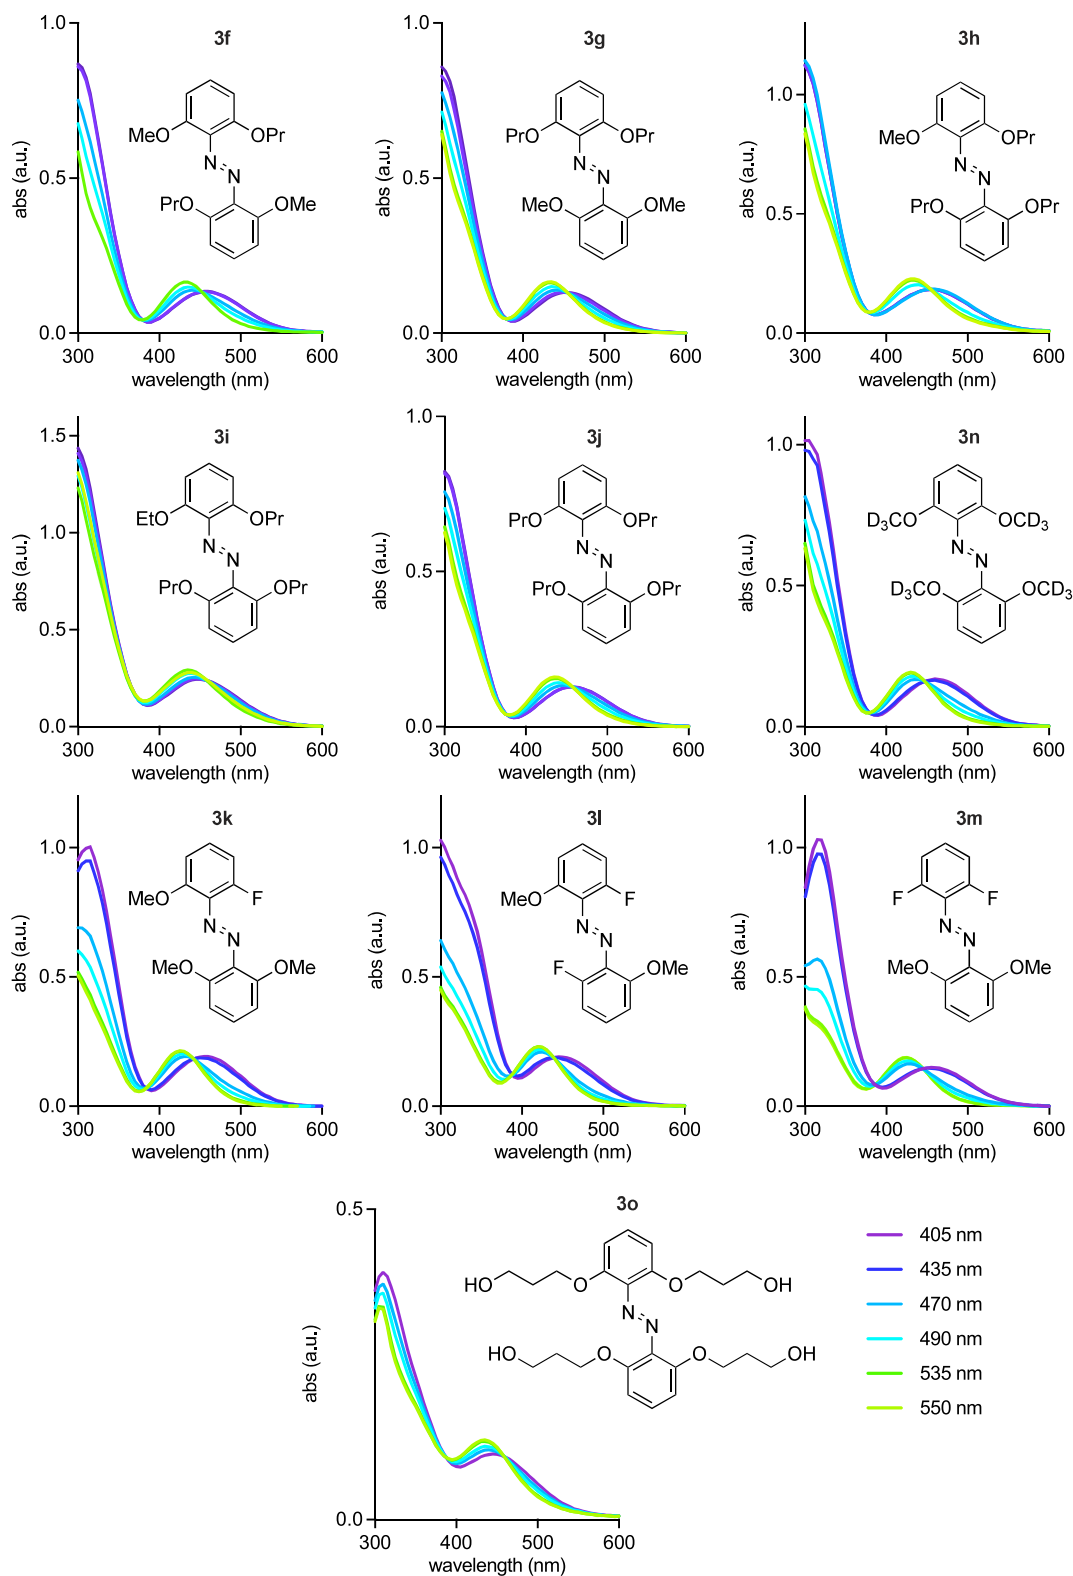 3f
abs (a.u.)
1.0
0.5
0.0
MeO
OPr
N
N
PrO
OMe
300
400
500
600
wavelength (nm)
3g
abs (a.u.)
1.0
0.5
0.0
PrO
OPr
N
N
MeO
OMe
300
400
500
600
wavelength (nm)
3h
abs (a.u.)
1.0
0.5
0.0
MeO
OPr
N
N
PrO
OPr
300
400
500
600
wavelength (nm)
3i
abs (a.u.)
1.5
1.0
0.5
0.0
EtO
OPr
N
N
PrO
OPr
300
400
500
600
wavelength (nm)
3j
abs (a.u.)
1.0
0.5
0.0
PrO
OPr
N
N
PrO
OPr
300
400
500
600
wavelength (nm)
3n
abs (a.u.)
1.0
0.5
0.0
D3CO
OCD3
N
N
D3CO
OCD3
300
400
500
600
wavelength (nm)
3k
abs (a.u.)
1.0
0.5
0.0
MeO
F
N
N
MeO
OMe
300
400
500
600
wavelength (nm)
3l
abs (a.u.)
1.0
0.5
0.0
MeO
F
N
N
F
OMe
300
400
500
600
wavelength (nm)
3m
abs (a.u.)
1.0
0.5
0.0
F
F
N
N
MeO
OMe
300
400
500
600
wavelength (nm)
3o
abs (a.u.)
0.5
0.0
HO
O
O
OH
N
N
HO
O
O
OH
300
400
500
600
wavelength (nm)
405 nm
435 nm
470 nm
490 nm
535 nm
550 nm